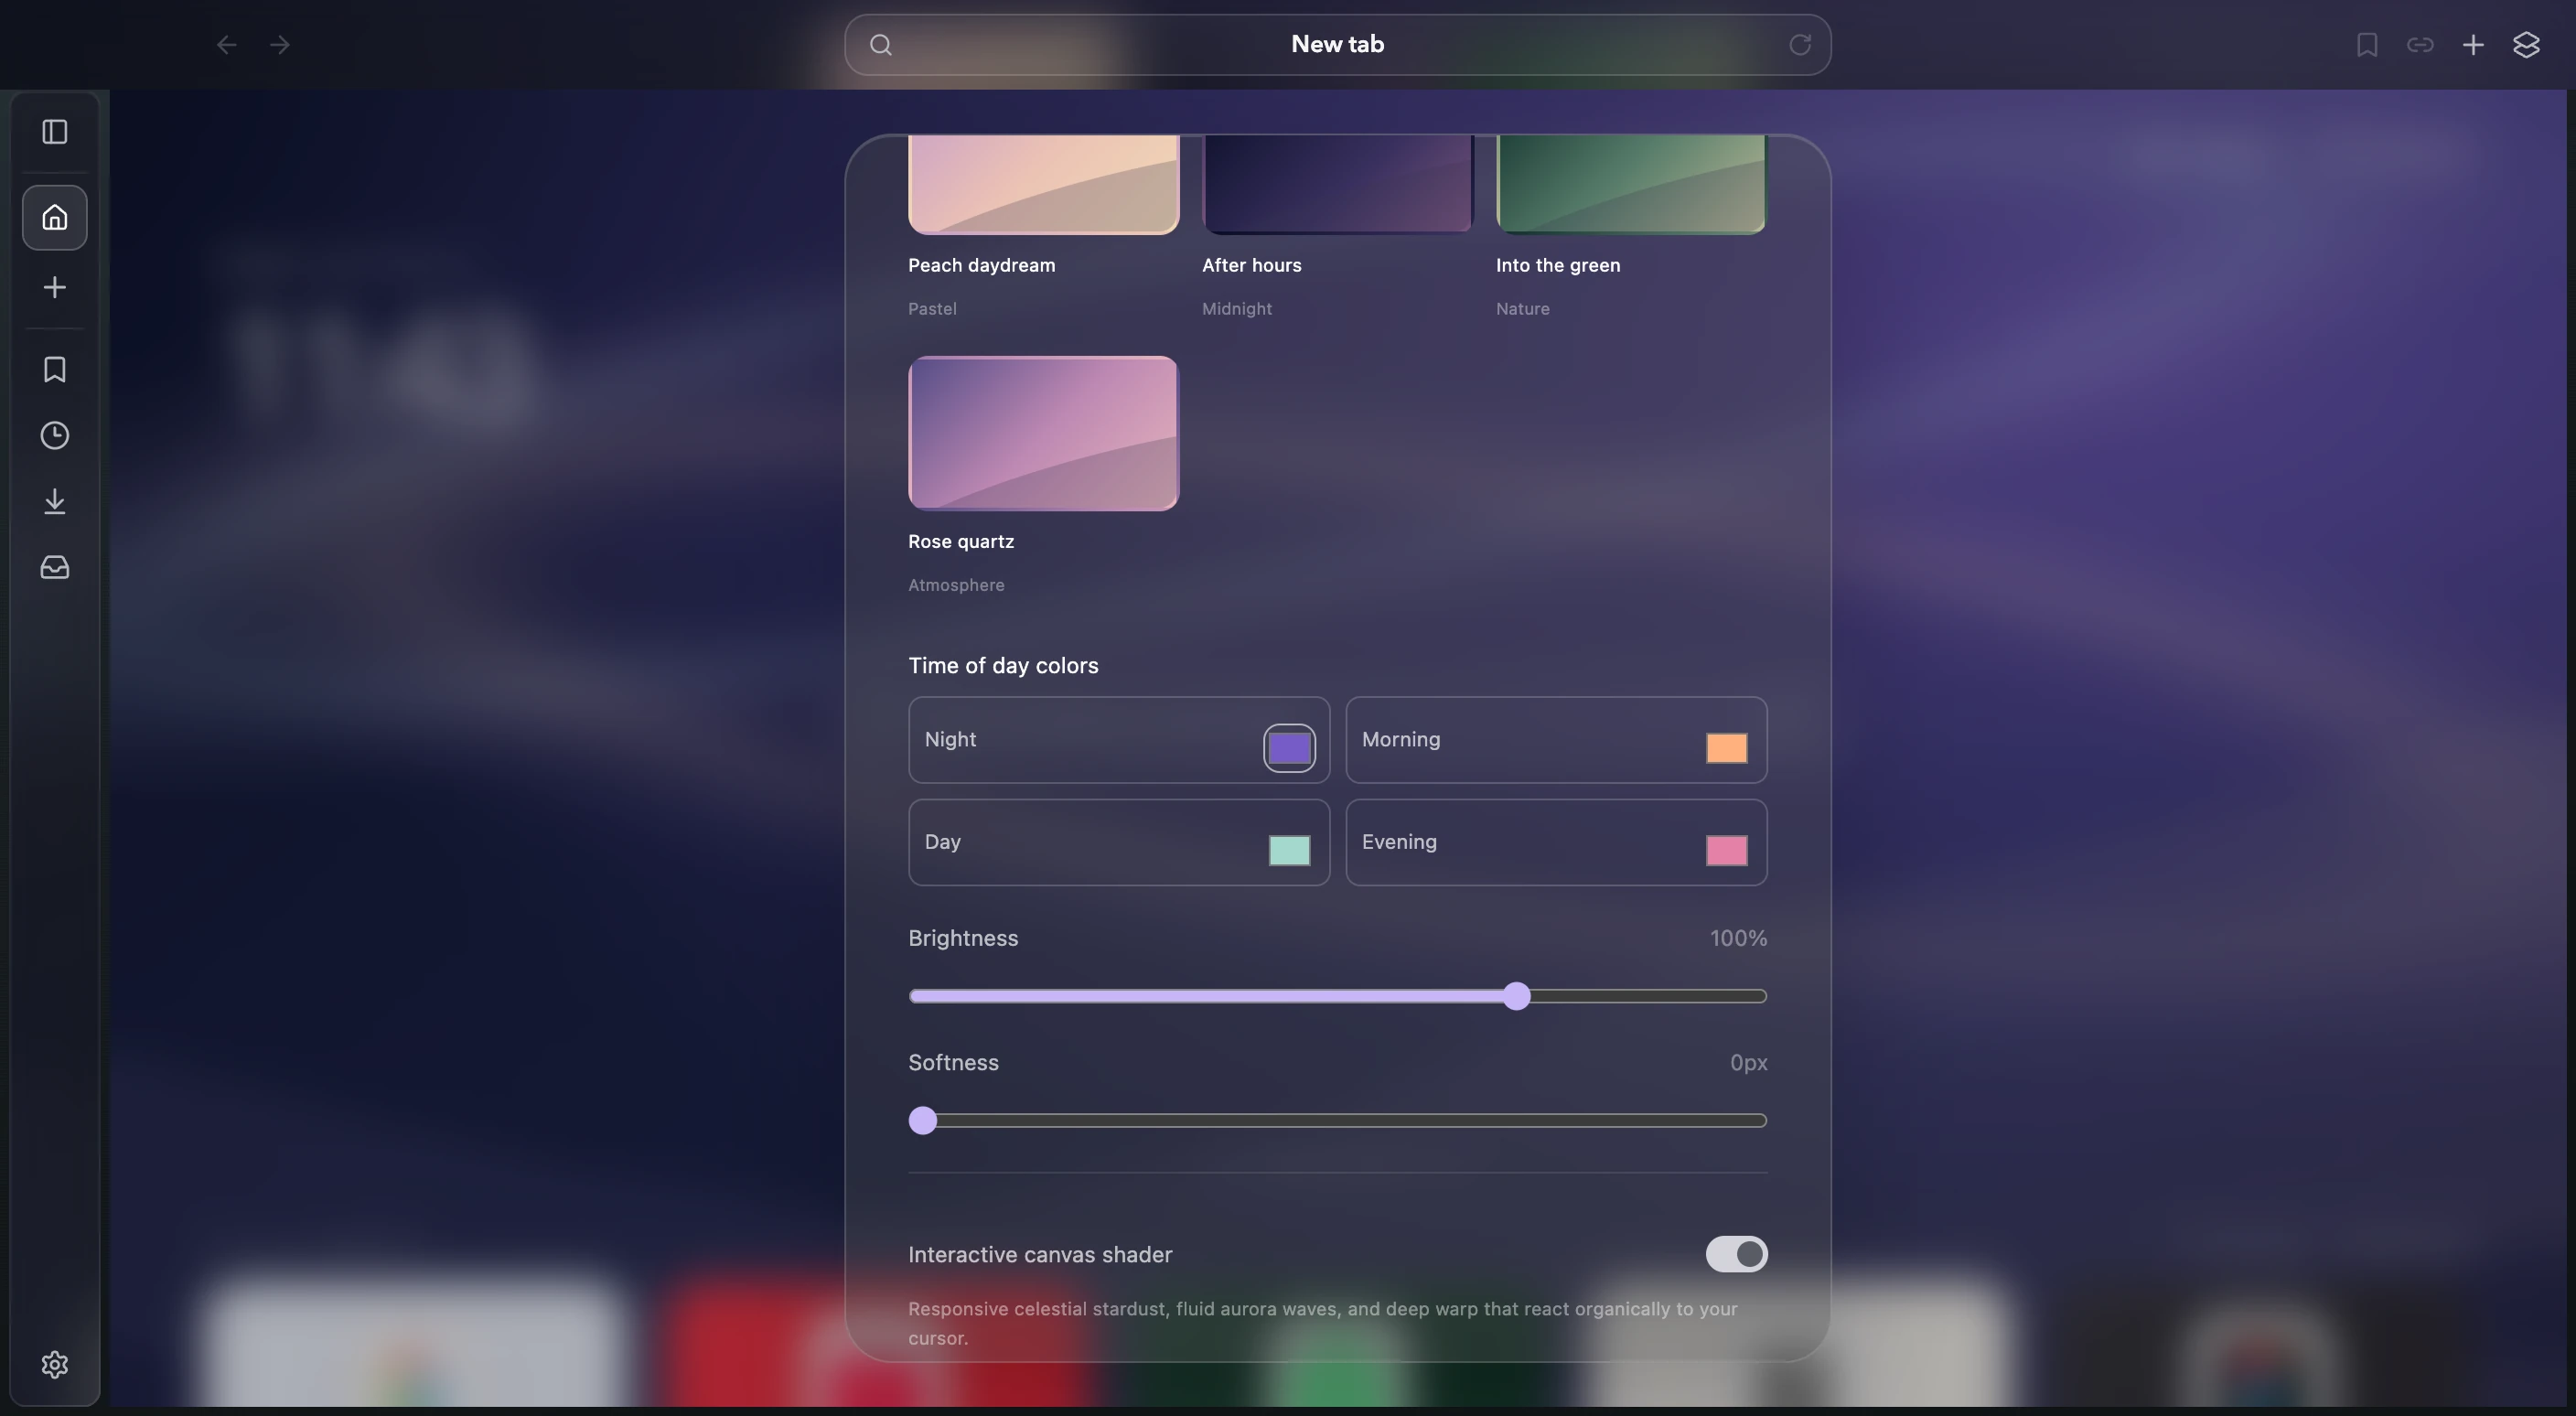 New tab
Peach daydream
After hours
Into the green
Pastel
Midnight
Nature
Rose quartz
Atmosphere
Time of day colors
Night
Morning
Day
Evening
Brightness
100%
Softness
0px
Interactive canvas shader
Responsive celestial stardust, fluid aurora waves, and deep warp that react organically to your
cursor.